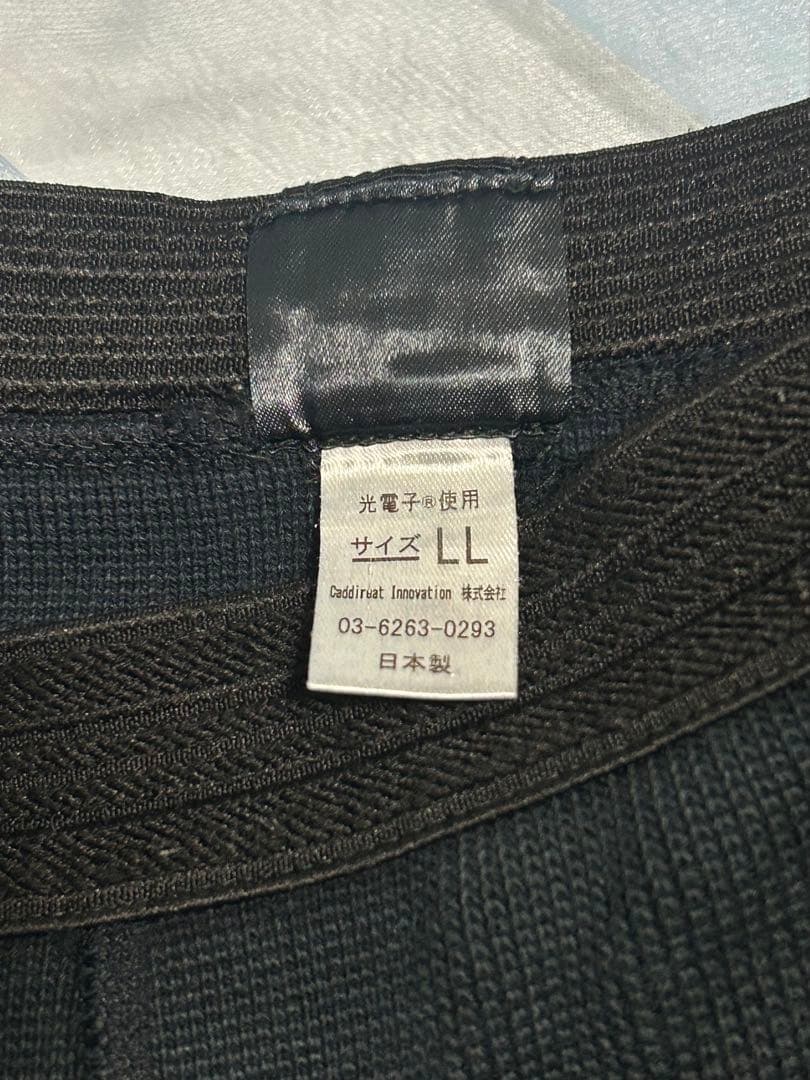 光電子®使用
サイズ LL
Caddireat Innovation 株式会社
03-6263-0293
日本製